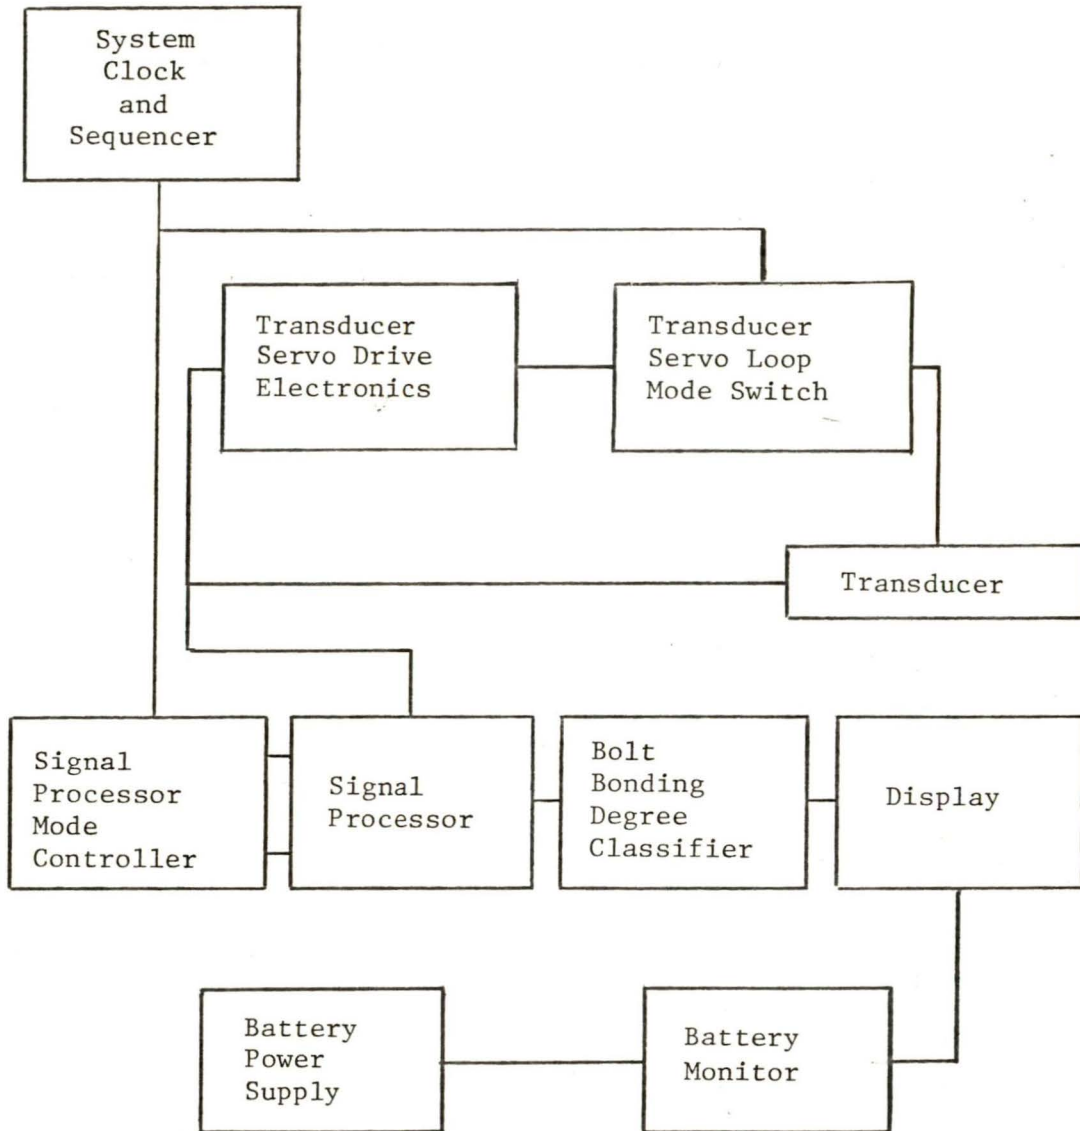 System
Clock
and
Sequencer
Transducer
Servo Drive
Electronics
Transducer
Servo Loop
Mode Switch
Transducer
Signal
Processor
Mode
Controller
Signal
Processor
Bolt
Bonding
Degree
Classifier
Display
Battery
Power
Supply
Battery
Monitor